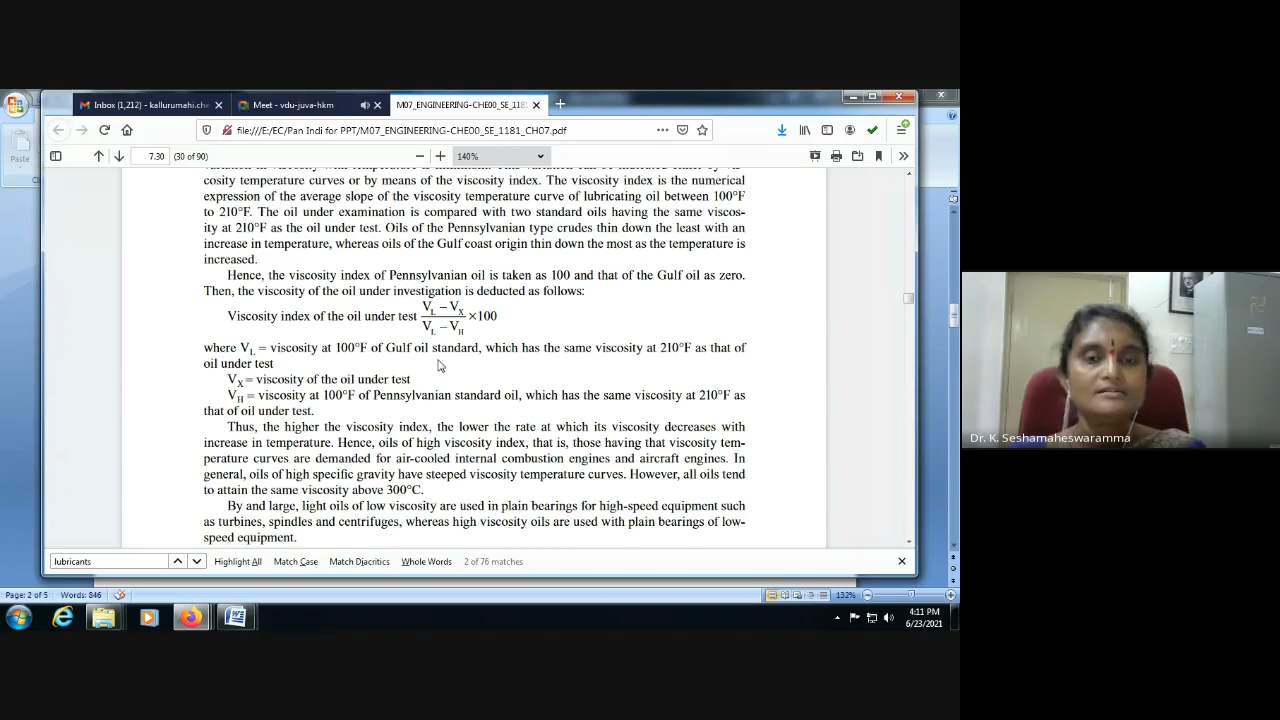 Inbox (1,212) - kallurumahi.che
Meet - vdu-juva-hkm
M07_ENGINEERING-CHE00_SE_118
file:///E:/EC/Pan Indi for PPT/M07_ENGINEERING-CHE00_SE_1181_CH07.pdf
Paste
7.30 (30 of 90)
140%
cosity temperature curves or by means of the viscosity index. The viscosity index is the numerical
expression of the average slope of the viscosity temperature curve of lubricating oil between 100°F
to 210°F. The oil under examination is compared with two standard oils having the same viscos-
ity at 210°F as the oil under test. Oils of the Pennsylvanian type crudes thin down the least with an
increase in temperature, whereas oils of the Gulf coast origin thin down the most as the temperature is
increased.
Hence, the viscosity index of Pennsylvanian oil is taken as 100 and that of the Gulf oil as zero.
Then, the viscosity of the oil under investigation is deducted as follows:
Viscosity index of the oil under test (V_L – V_X)/(V_L – V_H) ×100
where V_L = viscosity at 100°F of Gulf oil standard, which has the same viscosity at 210°F as that of
oil under test
V_X = viscosity of the oil under test
V_H = viscosity at 100°F of Pennsylvanian standard oil, which has the same viscosity at 210°F as
that of oil under test.
Thus, the higher the viscosity index, the lower the rate at which its viscosity decreases with
increase in temperature. Hence, oils of high viscosity index, that is, those having that viscosity tem-
perature curves are demanded for air-cooled internal combustion engines and aircraft engines. In
general, oils of high specific gravity have steeped viscosity temperature curves. However, all oils tend
to attain the same viscosity above 300°C.
By and large, light oils of low viscosity are used in plain bearings for high-speed equipment such
as turbines, spindles and centrifuges, whereas high viscosity oils are used with plain bearings of low-
speed equipment.
lubricants
Highlight All Match Case Match Diacritics Whole Words 2 of 76 matches
Page: 2 of 5 Words: 846
132%
4:11 PM
6/23/2021
Dr. K. Seshamaheswaramma